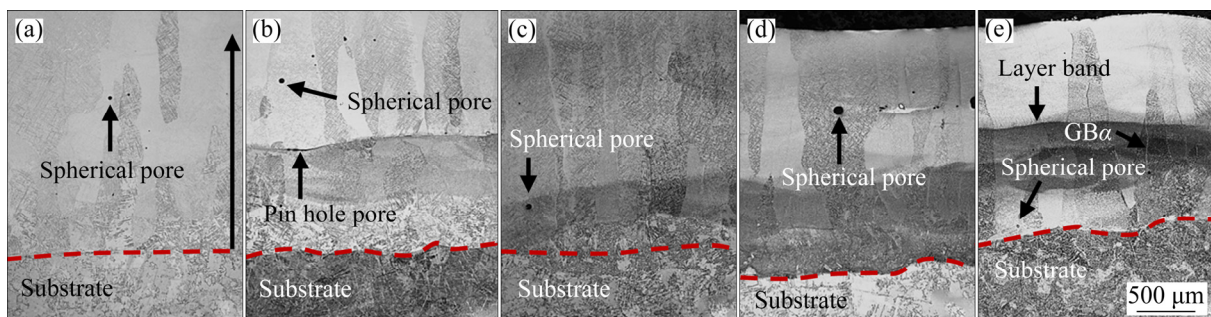 (a)
Spherical pore
Substrate
(b)
Spherical pore
Pin hole pore
Substrate
(c)
Spherical pore
Substrate
(d)
Spherical pore
Substrate
(e)
Layer band
GBα
Spherical pore
Substrate
500 μm